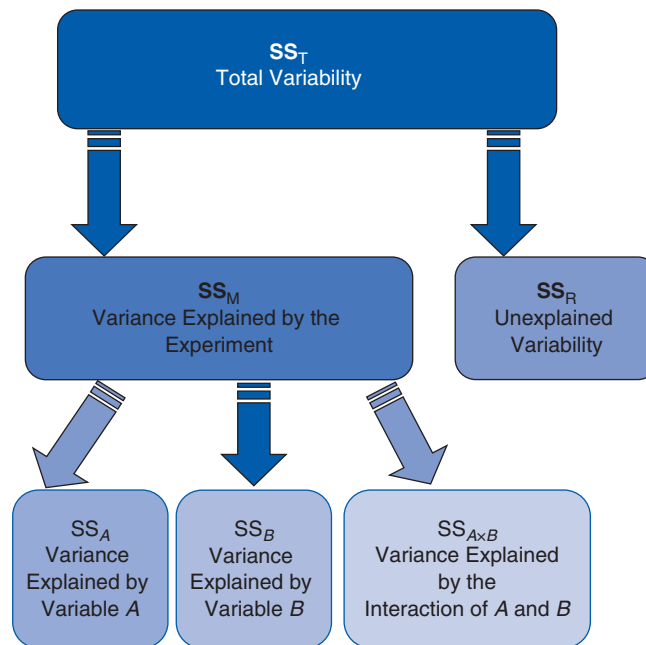 SS_T
Total Variability
SS_M
Variance Explained by the
Experiment
SS_R
Unexplained
Variability
SS_A
Variance
Explained by
Variable A
SS_B
Variance
Explained by
Variable B
SS_A×B
Variance Explained
by the
Interaction of A and B